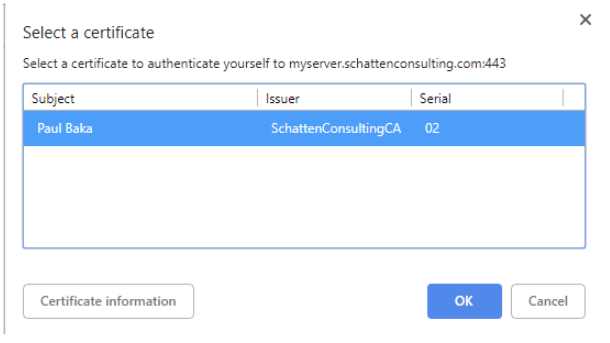 Select a certificate
Select a certificate to authenticate yourself to myserver.schattenconsulting.com:443
Subject Issuer Serial
Paul Baka SchattenConsultingCA 02
Certificate information OK Cancel